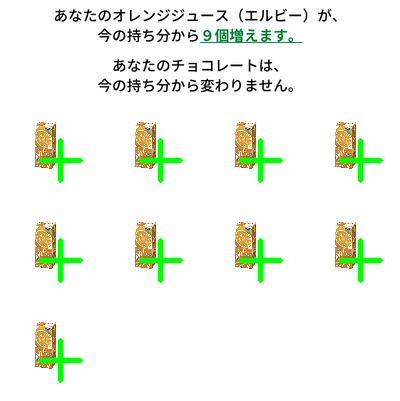 あなたのオレンジジュース（エルビー）が、
今の持ち分から９個増えます。
あなたのチョコレートは、
今の持ち分から変わりません。